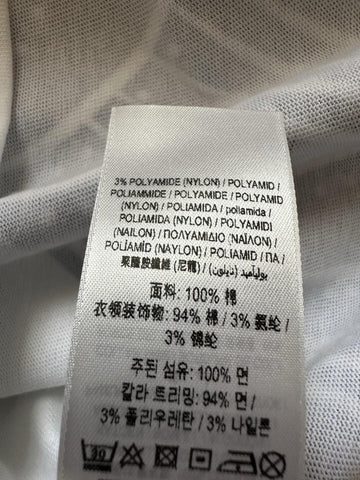 3% POLYAMIDE (NYLON) / POLYAMID /
POLIAMMIDE / POLYAMIDE / POLYAMID
(NYLON) / POLIAMIDA / poliamida /
POLIAMIDA (NYLON) / POLYAMID
(NAILON) / ΠΟΛΥΑΜΙΔΙΟ (ΝΑΪΛΟΝ) /
POLİAMİD (NAYLON) / POLIAMID / ПА /
聚醯胺纖維 (尼龍) / (نايلون) بولياميد
面料: 100% 棉
衣领装饰物: 94% 棉 / 3% 氨纶 /
3% 锦纶
주된 섬유: 100% 면
칼라 트리밍: 94% 면 /
3% 폴리우레탄 / 3% 나일론
30